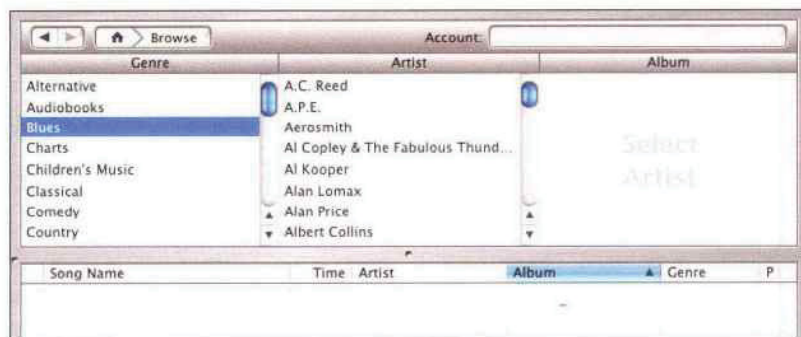 Browse Account:
Genre Artist Album
Alternative A.C. Reed
Audiobooks A.P.E.
Blues Aerosmith
Charts Al Copley & The Fabulous Thund...
Children's Music Al Kooper
Classical Alan Lomax
Comedy Alan Price
Country Albert Collins
Select
Artist
Song Name Time Artist Album Genre P